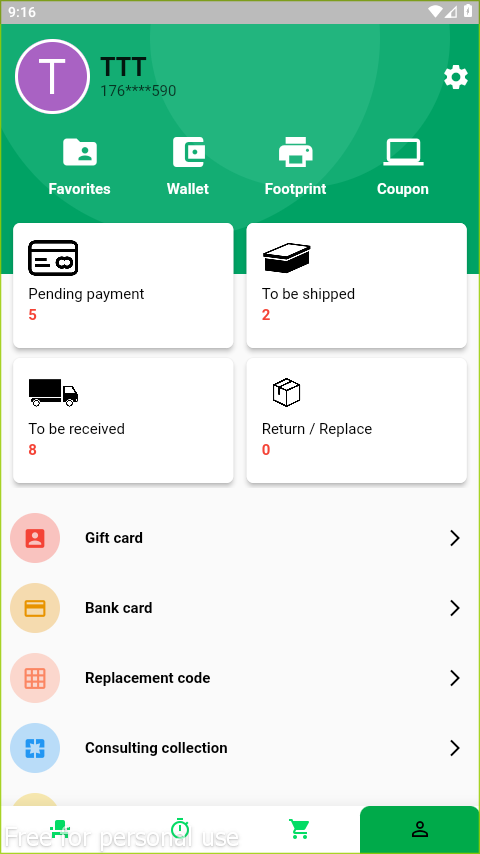 9:16
T
TTT
176****590
Favorites
Wallet
Footprint
Coupon
Pending payment
5
To be shipped
2
To be received
8
Return / Replace
0
Gift card
Bank card
Replacement code
Consulting collection
Free for personal use